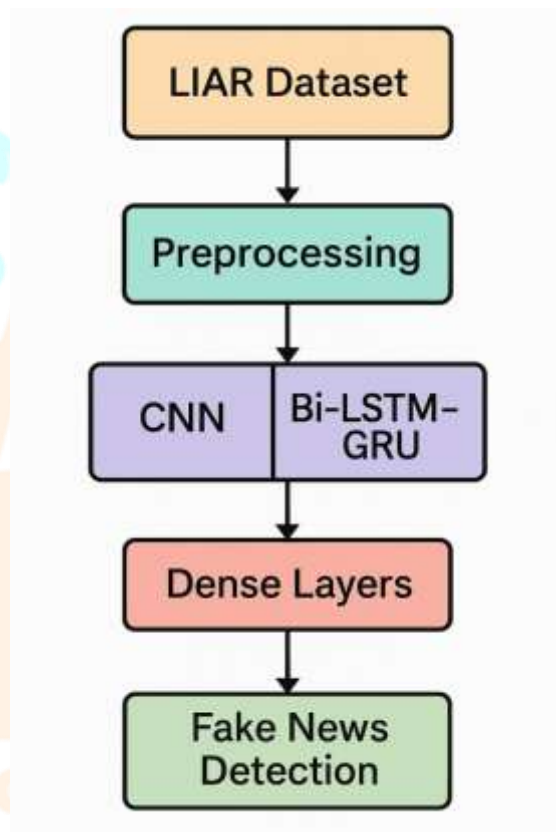 LIAR Dataset
Preprocessing
CNN
Bi-LSTM-
GRU
Dense Layers
Fake News
Detection